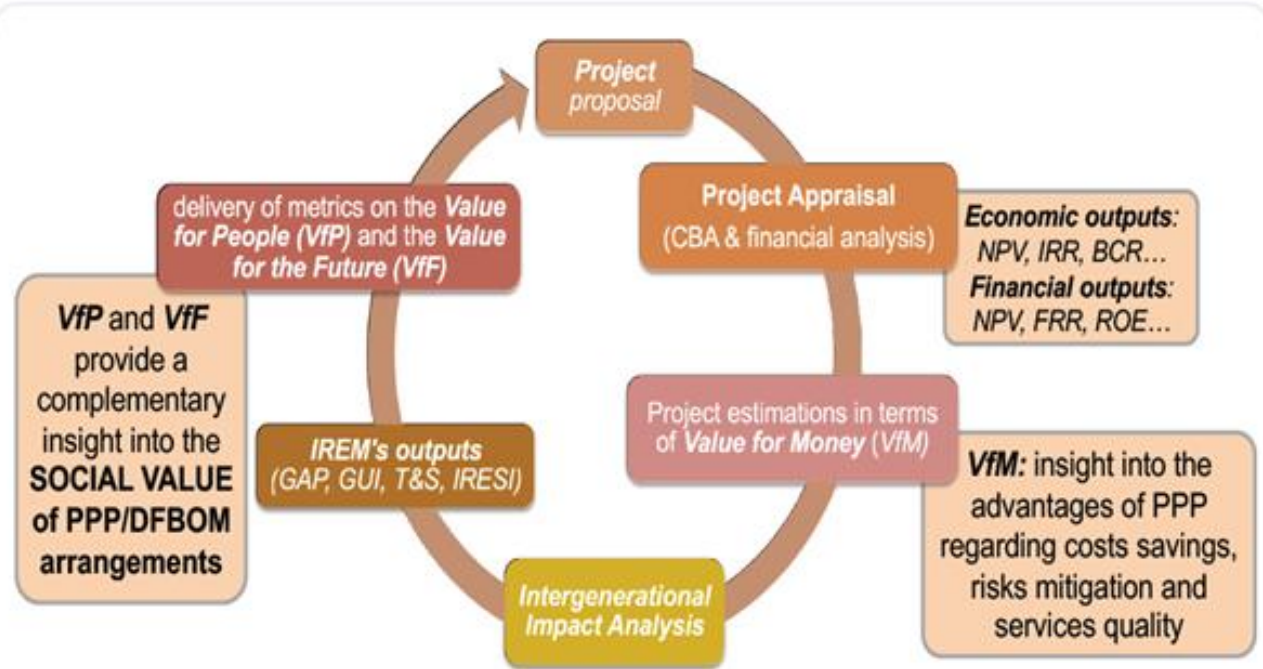 Project
proposal
Project Appraisal
(CBA & financial analysis)
Economic outputs:
NPV, IRR, BCR...
Financial outputs:
NPV, FRR, ROE...
Project estimations in terms
of Value for Money (VfM)
VfM: insight into the
advantages of PPP
regarding costs savings,
risks mitigation and
services quality
Intergenerational
Impact Analysis
IREM's outputs
(GAP, GUI, T&S, IRESI)
delivery of metrics on the Value
for People (VfP) and the Value
for the Future (VfF)
VfP and VfF
provide a
complementary
insight into the
SOCIAL VALUE
of PPP/DFBOM
arrangements